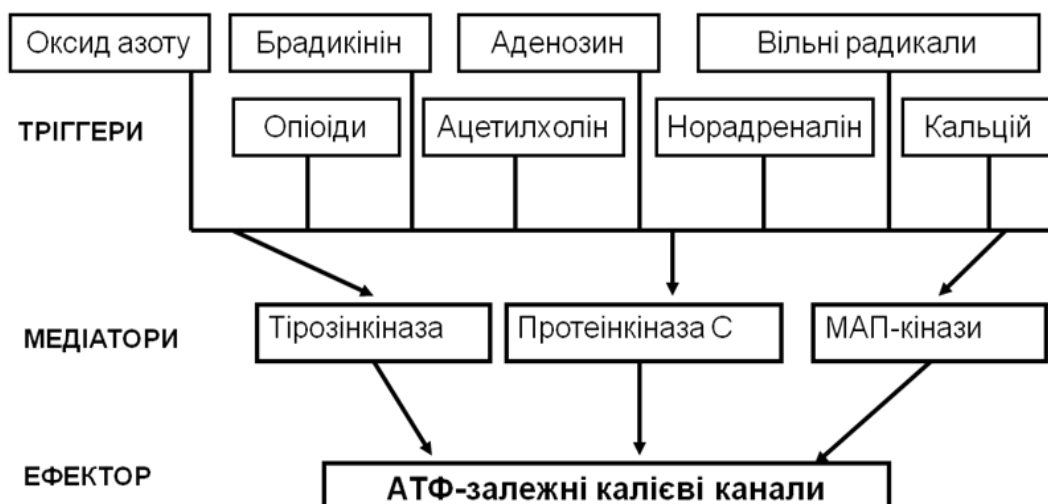 Оксид азоту
Брадикінін
Аденозин
Вільні радикали
ТРІГГЕРИ
Опіоіди
Ацетилхолін
Норадреналін
Кальцій
МЕДІАТОРИ
Тірозінкіназа
Протеінкіназа С
МАП-кінази
ЕФЕКТОР
АТФ-залежні калієві канали